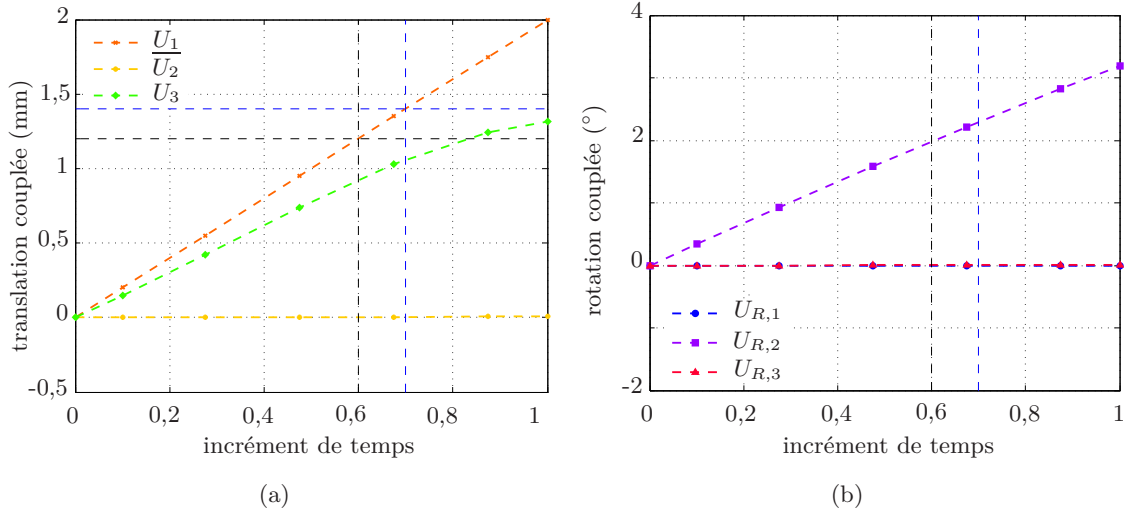 2
1,5
1
0,5
0
-0,5
translation couplée (mm)
U1
U2
U3
0 0,2 0,4 0,6 0,8 1
incrément de temps
(a)
4
2
0
-2
rotation couplée (°)
UR,1
UR,2
UR,3
0 0,2 0,4 0,6 0,8 1
incrément de temps
(b)